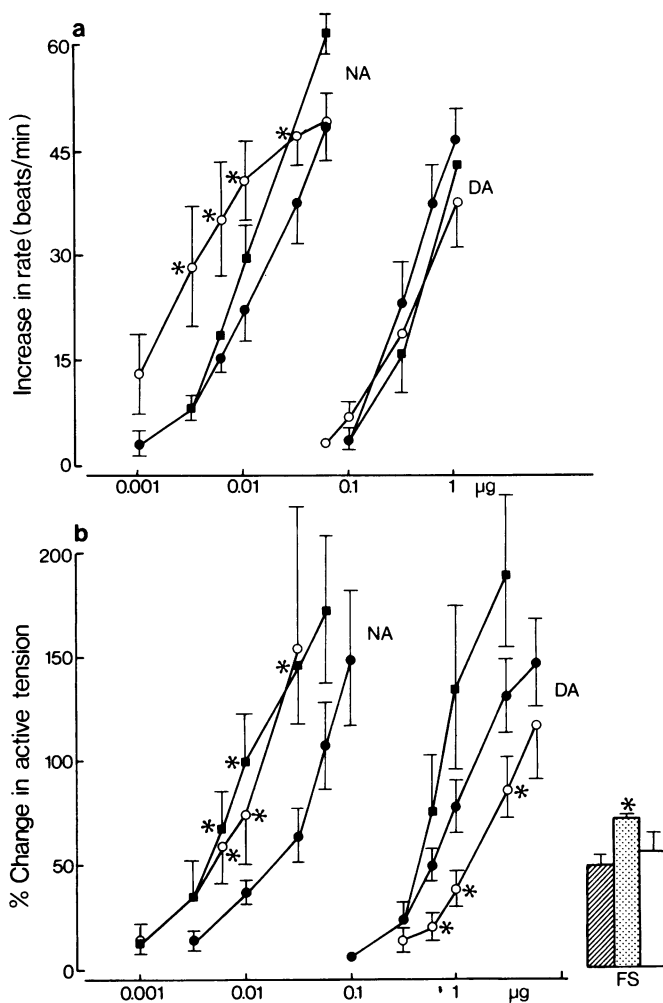 a
Increase in rate (beats/min)
60
45
30
15
0
NA
DA
*
*
*
*
0.001
0.01
0.1
1
µg
b
% Change in active tension
200
150
100
50
0
NA
DA
*
*
*
*
*
*
*
*
*
FS
0.001
0.01
0.1
1
µg